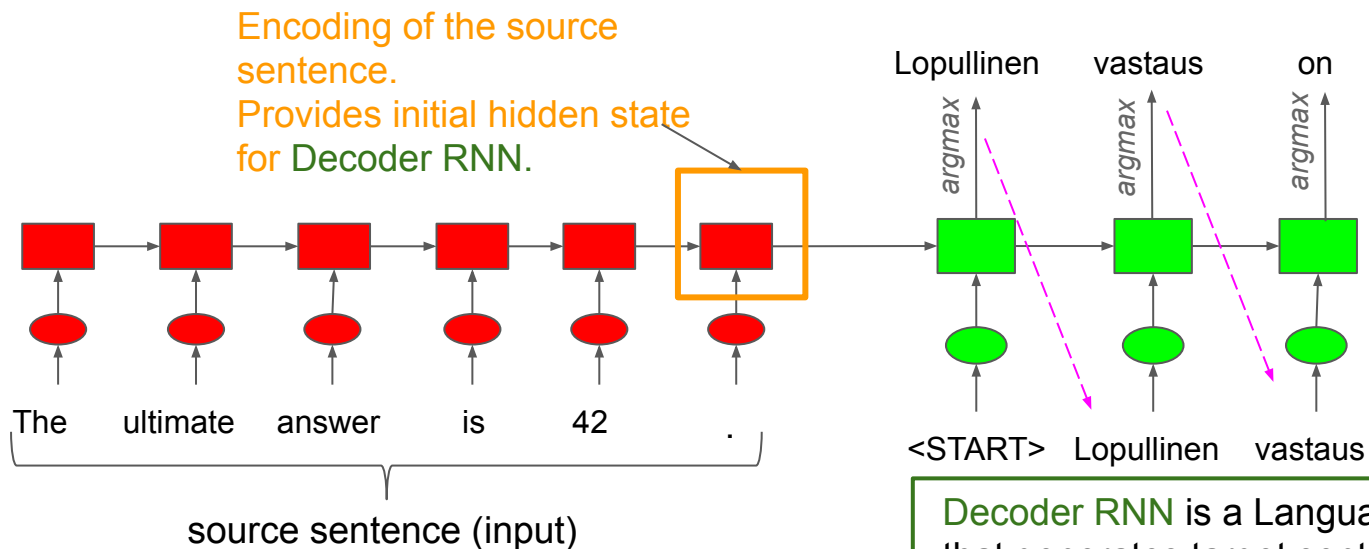 Encoding of the source
sentence.
Provides initial hidden state
for Decoder RNN.
Lopullinen vastaus on
argmax argmax argmax
The ultimate answer is 42 .
<START> Lopullinen vastaus
source sentence (input)
Decoder RNN is a Langua